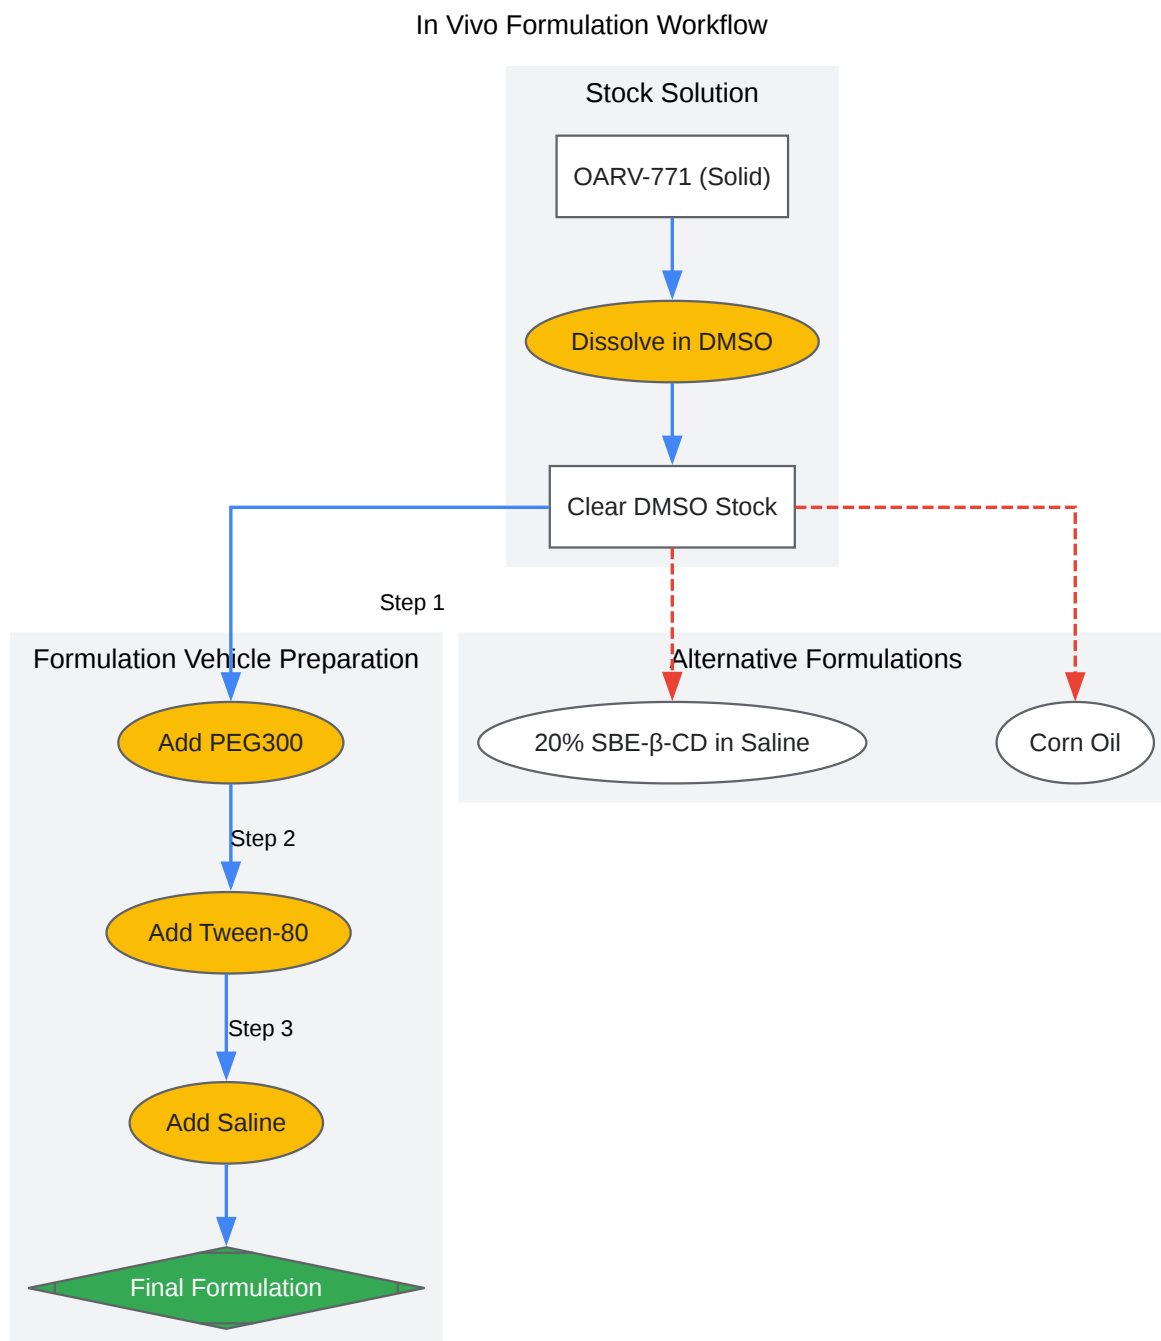 In Vivo Formulation Workflow
Stock Solution
OARV-771 (Solid)
Dissolve in DMSO
Clear DMSO Stock
Step 1
Formulation Vehicle Preparation
Alternative Formulations
Add PEG300
20% SBE-β-CD in Saline
Corn Oil
Step 2
Add Tween-80
Step 3
Add Saline
Final Formulation